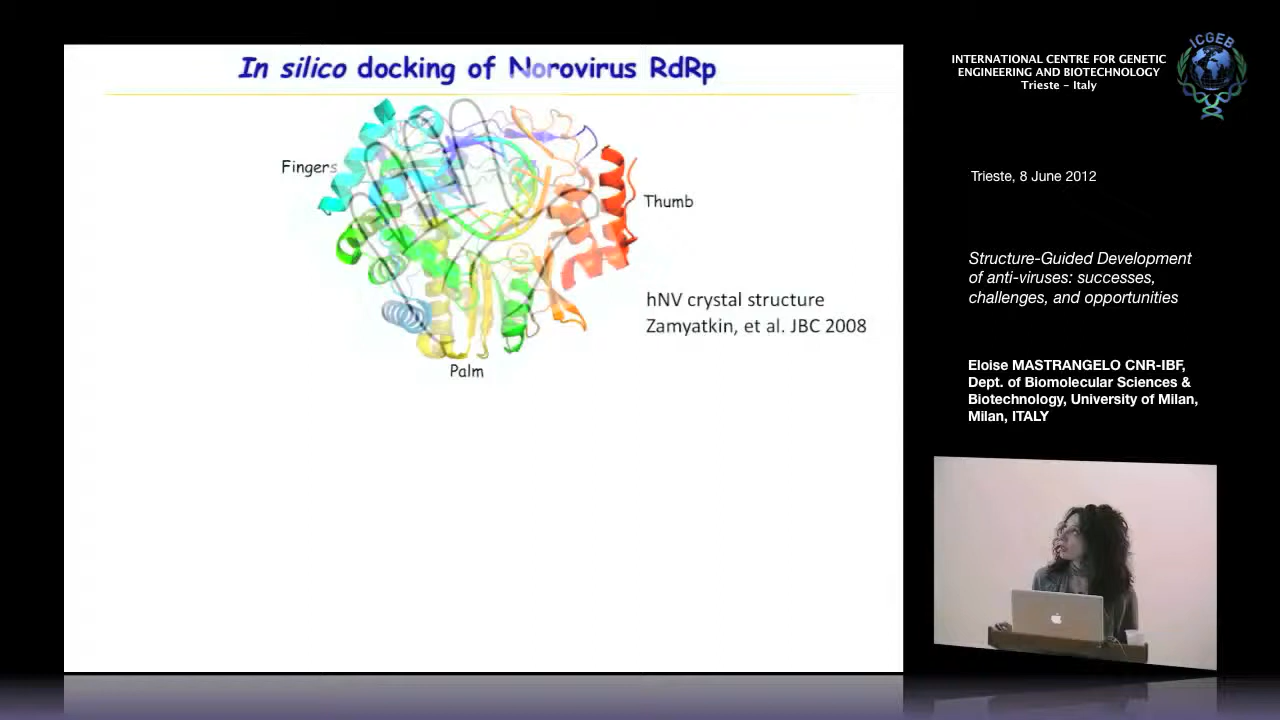 In silico docking of Norovirus RdRp
Fingers
Thumb
hNV crystal structure
Zamyatkin, et al. JBC 2008
Palm
INTERNATIONAL CENTRE FOR GENETIC
ENGINEERING AND BIOTECHNOLOGY
Trieste - Italy
ICGEB
Trieste, 8 June 2012
Structure-Guided Development
of anti-viruses: successes,
challenges, and opportunities
Eloise MASTRANGELO CNR-IBF,
Dept. of Biomolecular Sciences &
Biotechnology, University of Milan,
Milan, ITALY